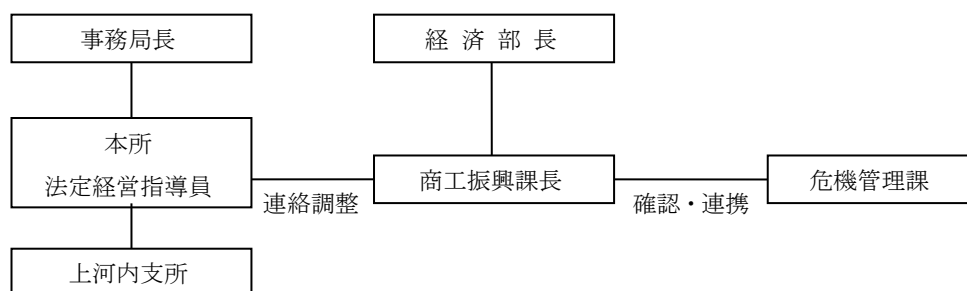 事務局長
経 済 部 長
本所
法定経営指導員
商工振興課長
危機管理課
連絡調整
確認・連携
上河内支所